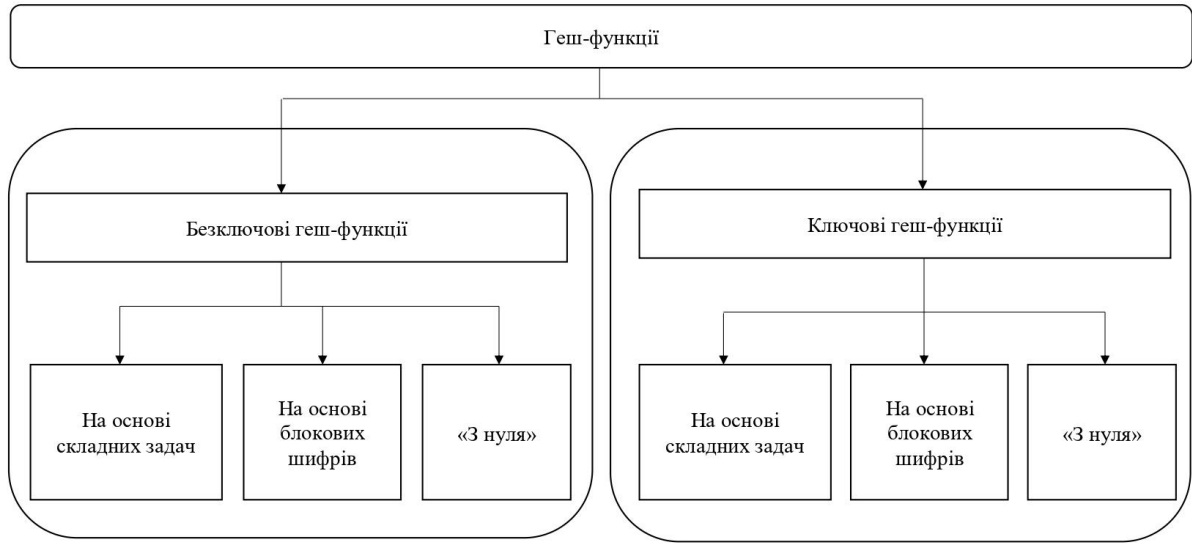 Геш-функції
Безключові геш-функції
Ключові геш-функції
На основі
складних задач
На основі
блокових
шифрів
«З нуля»
На основі
складних задач
На основі
блокових
шифрів
«З нуля»